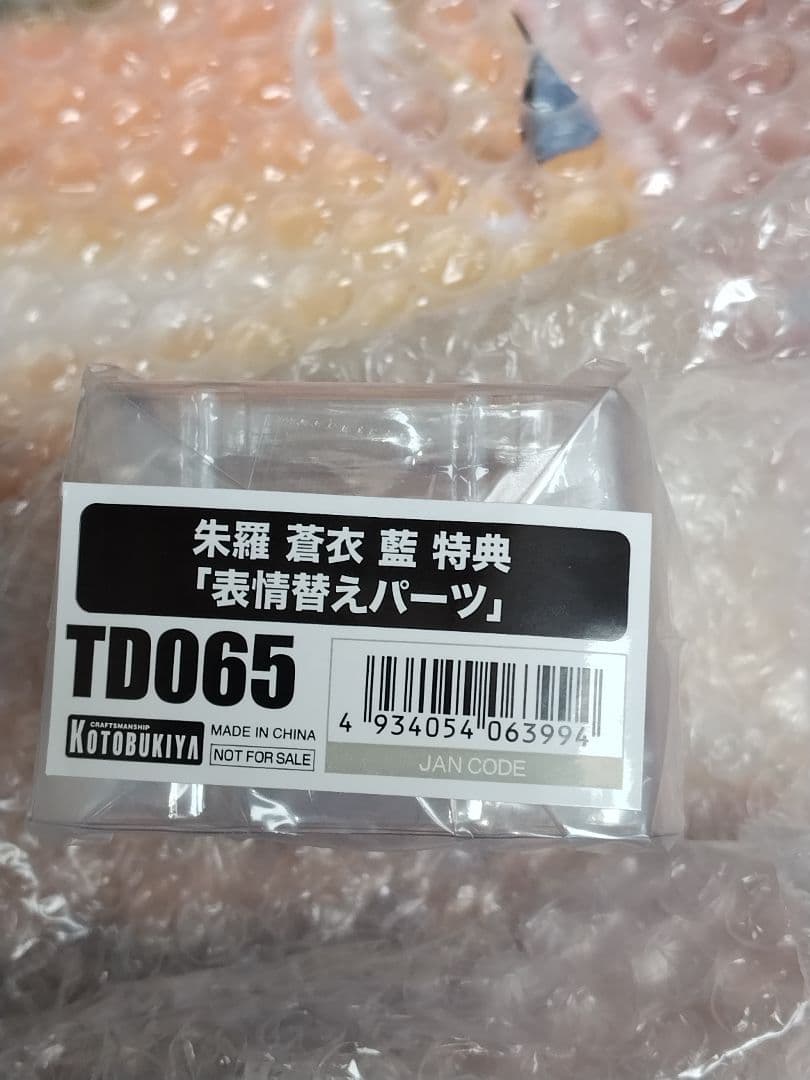 朱羅 蒼衣 藍 特典
「表情替えパーツ」
TD065
CRAFTSMANSHIP
KOTOBUKIYA
MADE IN CHINA
NOT FOR SALE
4 934054 063994
JAN CODE